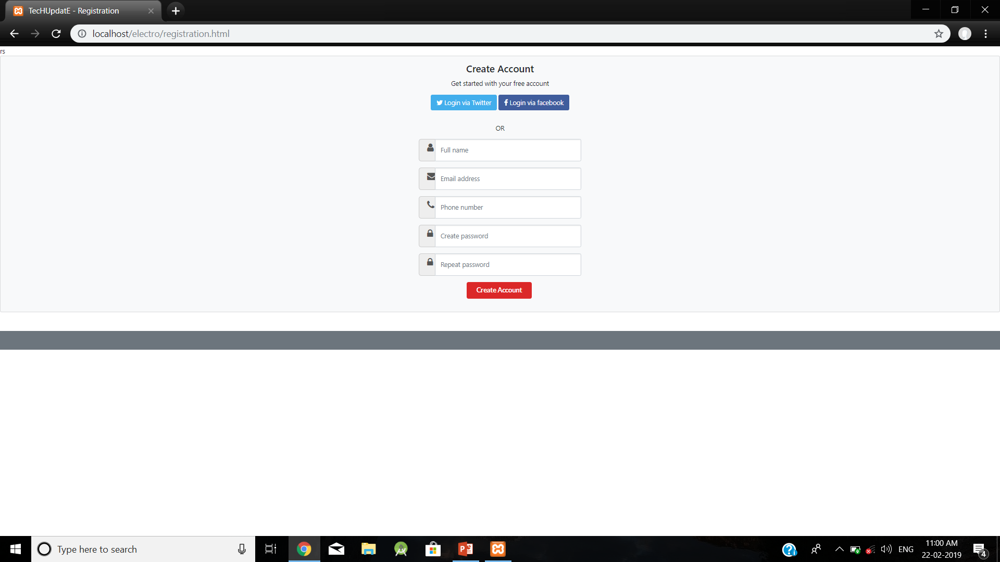 TecHUpdatE - Registration
localhost/electro/registration.html
rs
Create Account
Get started with your free account
Login via Twitter Login via facebook
OR
Full name
Email address
Phone number
Create password
Repeat password
Create Account
Type here to search
ENG
11:00 AM
22-02-2019
4